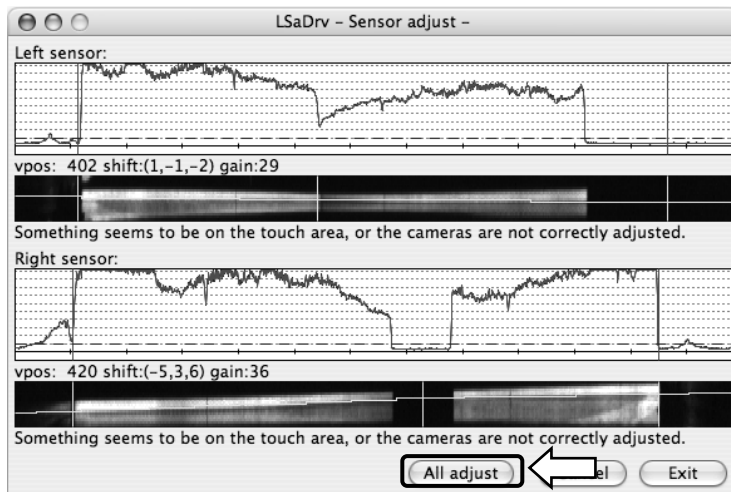 LSaDrv – Sensor adjust –
Left sensor:
vpos: 402 shift:(1,-1,-2) gain:29
Something seems to be on the touch area, or the cameras are not correctly adjusted.
Right sensor:
vpos: 420 shift:(-5,3,6) gain:36
Something seems to be on the touch area, or the cameras are not correctly adjusted.
All adjust Exit